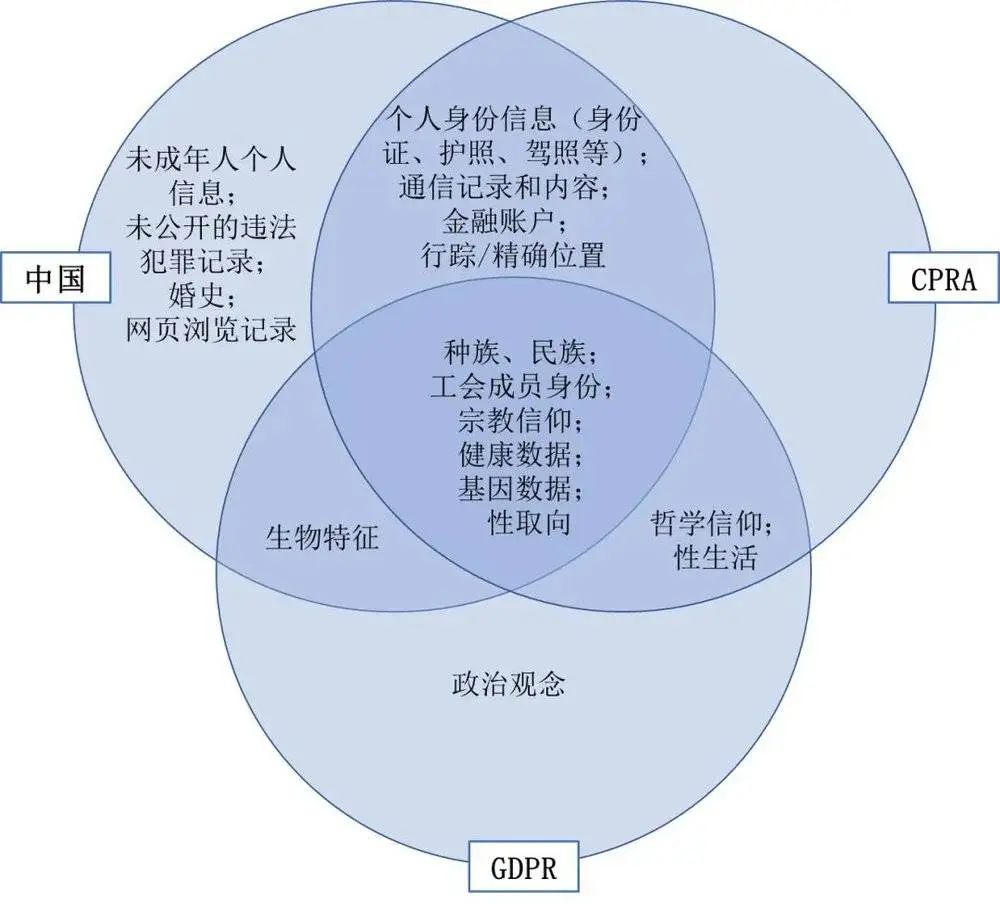 个人身份信息（身份
证、护照、驾照等）；
通信记录和内容；
金融账户；
行踪/精确位置
未成年人个人
信息；
未公开的违法
犯罪记录；
婚史；
网页浏览记录
中国
CPRA
种族、民族；
工会成员身份；
宗教信仰；
健康数据；
基因数据；
性取向
生物特征
哲学信仰；
性生活
政治观念
GDPR